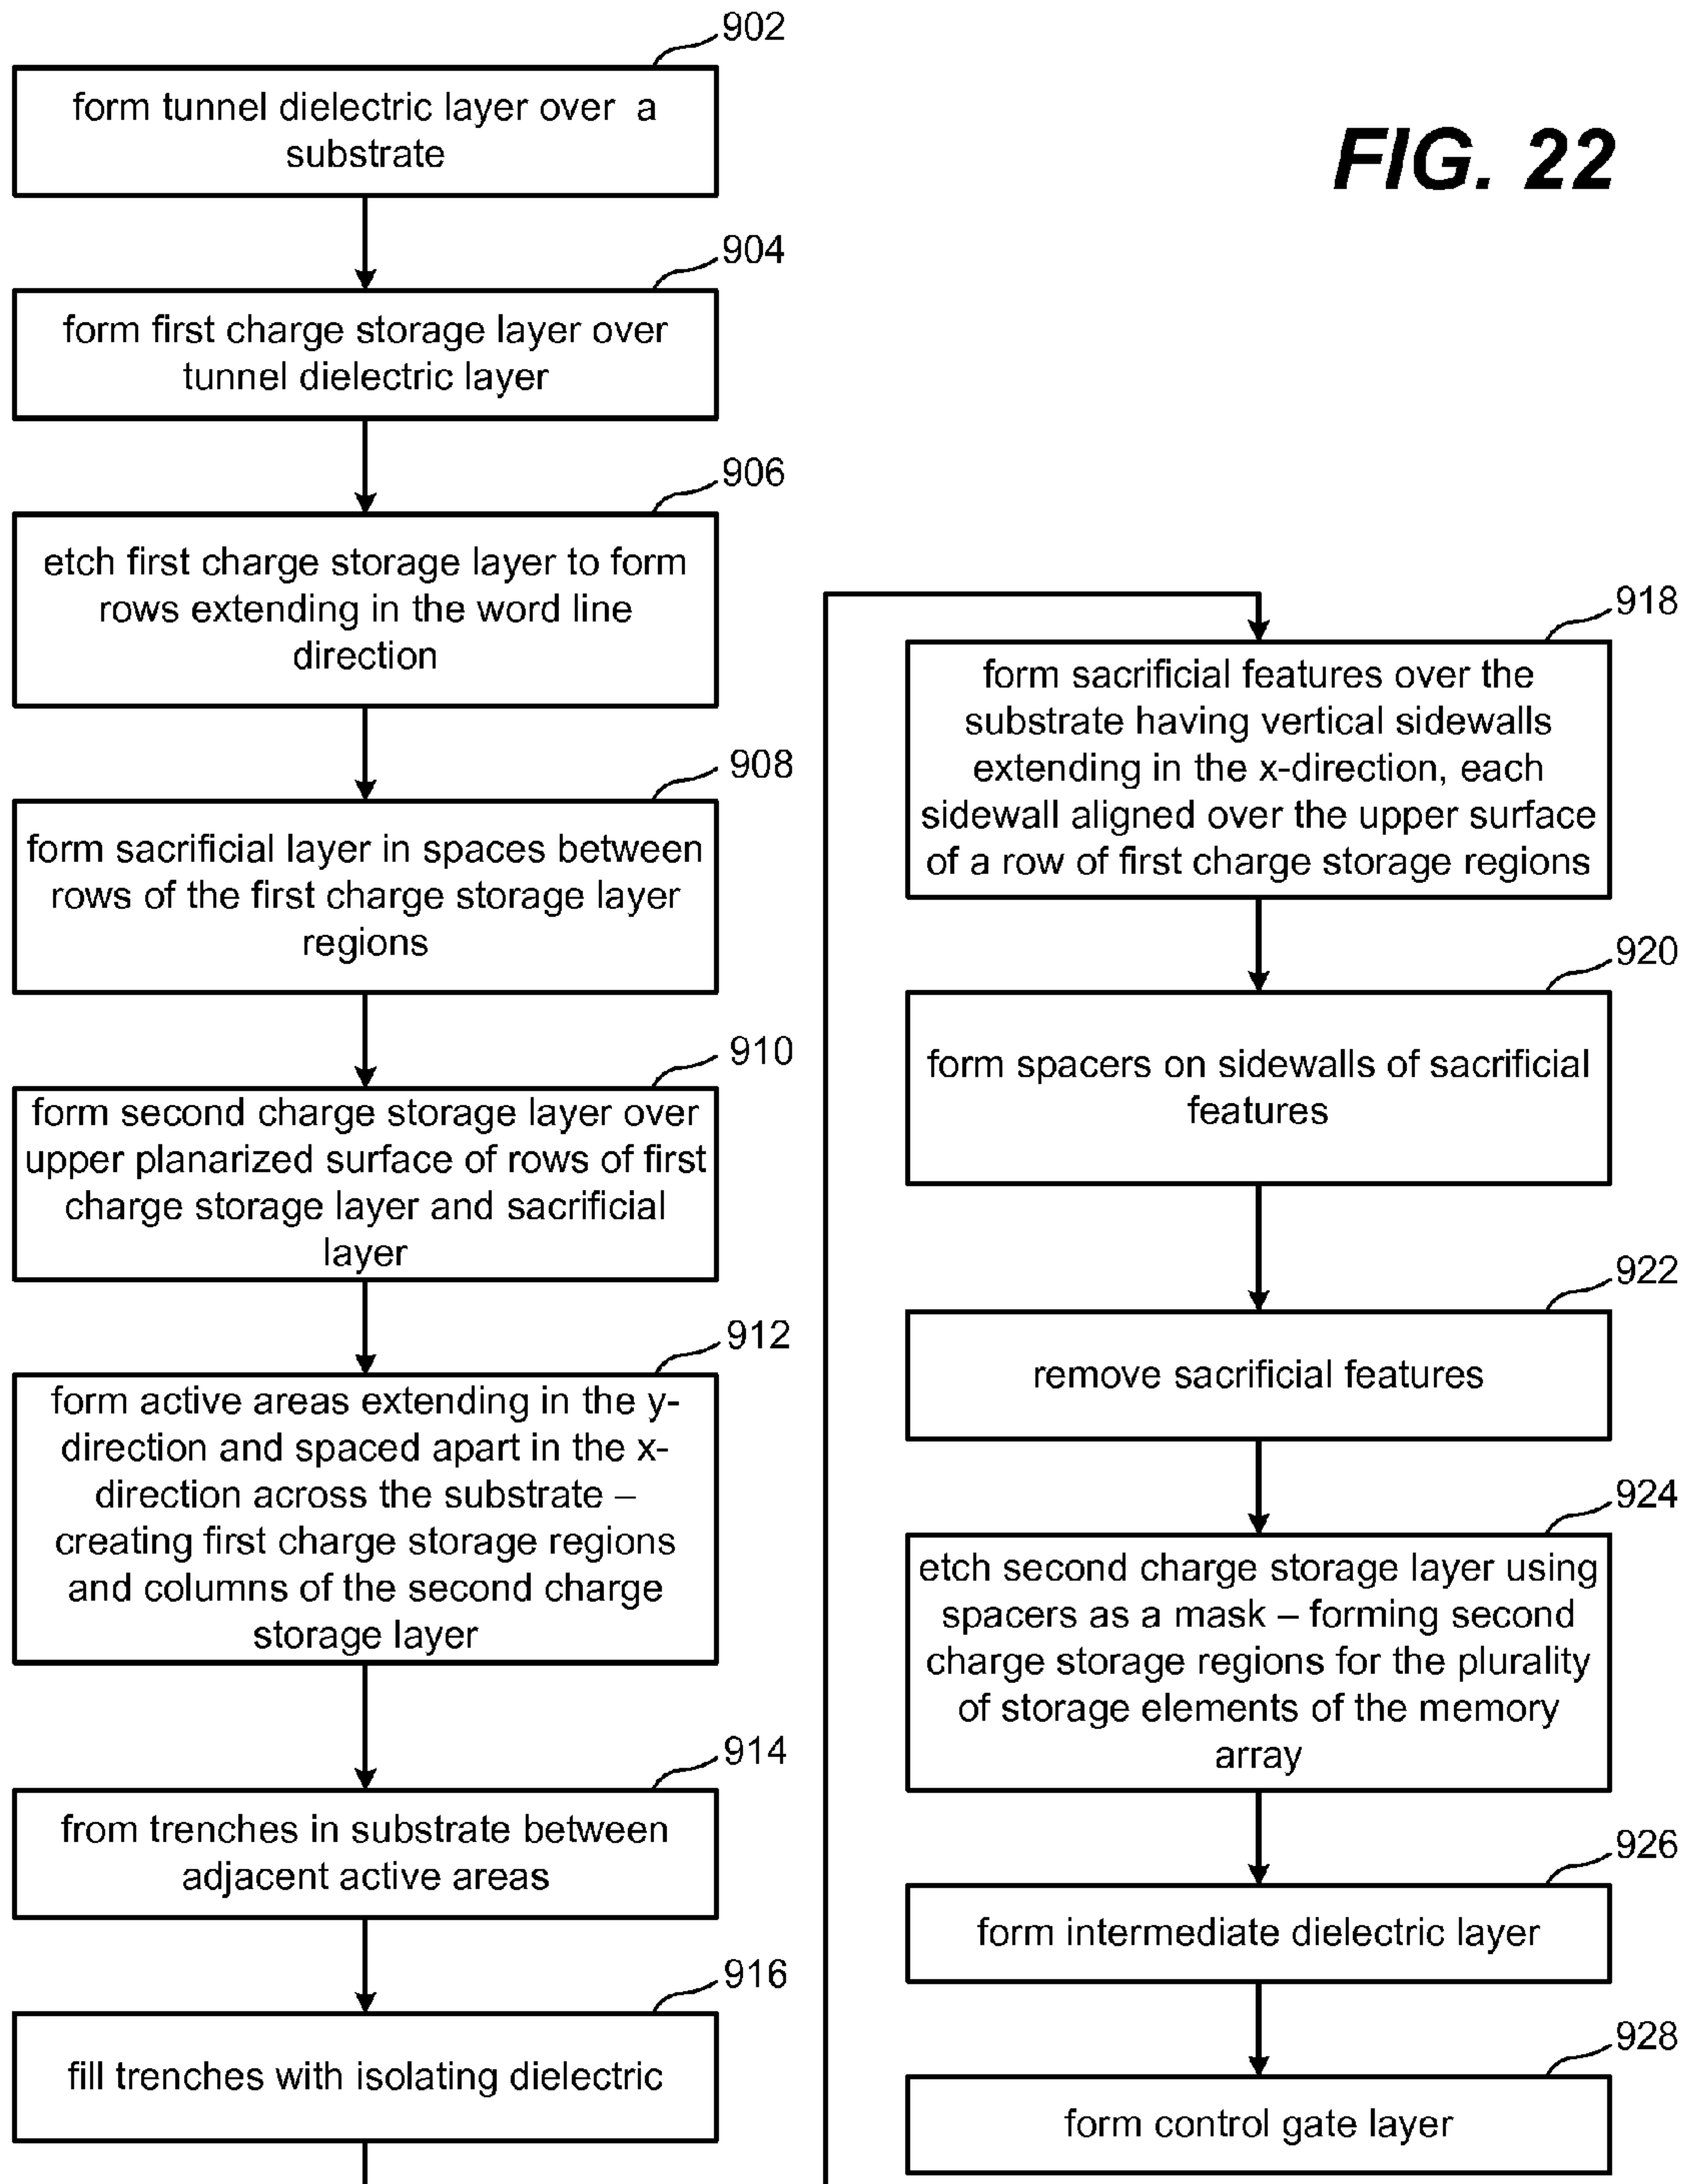 FIG. 22
902
form tunnel dielectric layer over a
substrate
904
form first charge storage layer over
tunnel dielectric layer
906
etch first charge storage layer to form
rows extending in the word line
direction
908
form sacrificial layer in spaces between
rows of the first charge storage layer
regions
910
form second charge storage layer over
upper planarized surface of rows of first
charge storage layer and sacrificial
layer
912
form active areas extending in the y-
direction and spaced apart in the x-
direction across the substrate –
creating first charge storage regions
and columns of the second charge
storage layer
914
from trenches in substrate between
adjacent active areas
916
fill trenches with isolating dielectric
918
form sacrificial features over the
substrate having vertical sidewalls
extending in the x-direction, each
sidewall aligned over the upper surface
of a row of first charge storage regions
920
form spacers on sidewalls of sacrificial
features
922
remove sacrificial features
924
etch second charge storage layer using
spacers as a mask – forming second
charge storage regions for the plurality
of storage elements of the memory
array
926
form intermediate dielectric layer
928
form control gate layer